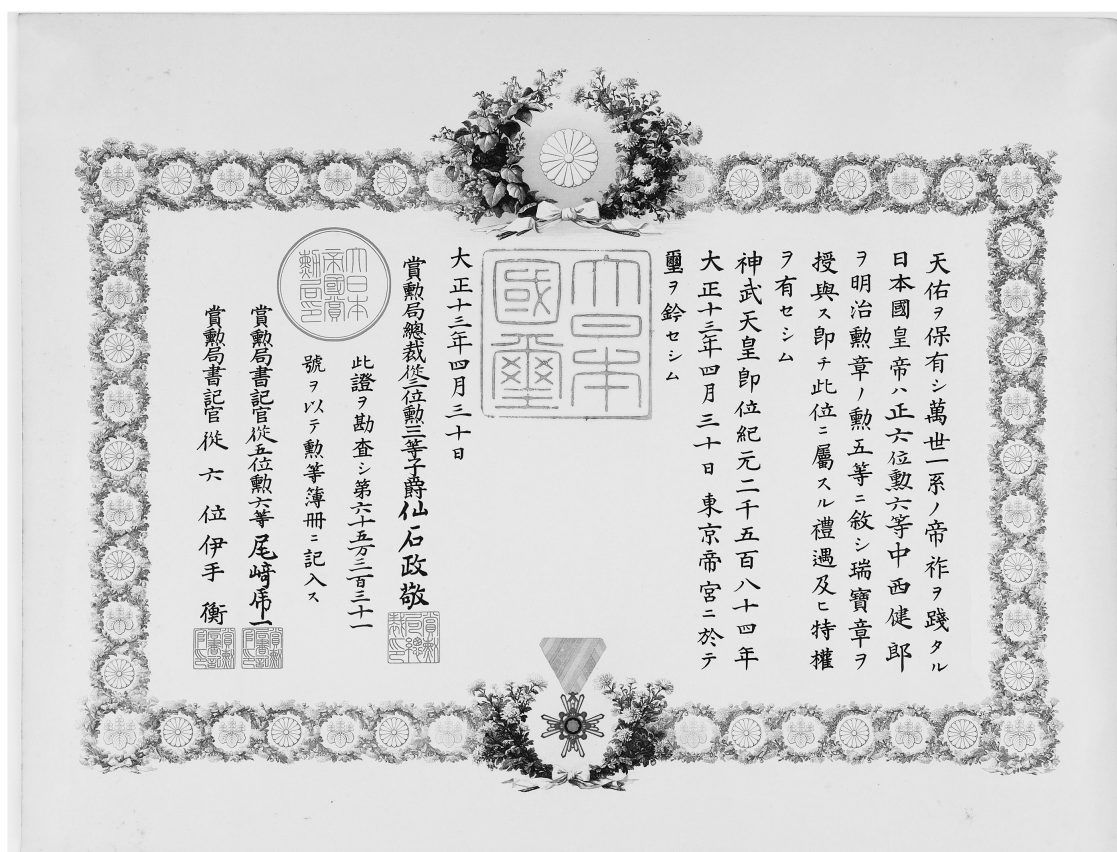 天佑ヲ保有シ萬世一系ノ帝祚ヲ踐タル
日本國皇帝ハ正六位勲六等中西健郎
ヲ明治勲章ノ勲五等ニ敘シ瑞寶章ヲ
授與ス即チ此位ニ屬スル禮遇及ヒ特權
ヲ有セシム
神武天皇即位紀元二千五百八十四年
大正十三年四月三十日東京帝宮ニ於テ
璽ヲ鈐セシム
大日本
國璽
大正十三年四月三十日
賞勲局總裁從三位勲三等子爵仙石政敬
賞勲局總裁之印
此證ヲ勘査シ第六十五万三百三十一
號ヲ以テ勲等簿册ニ記入ス
大日本
帝國賞
勲局印
賞勲局書記官從五位勲六等尾﨑
賞勲局書記官從六位伊手衡